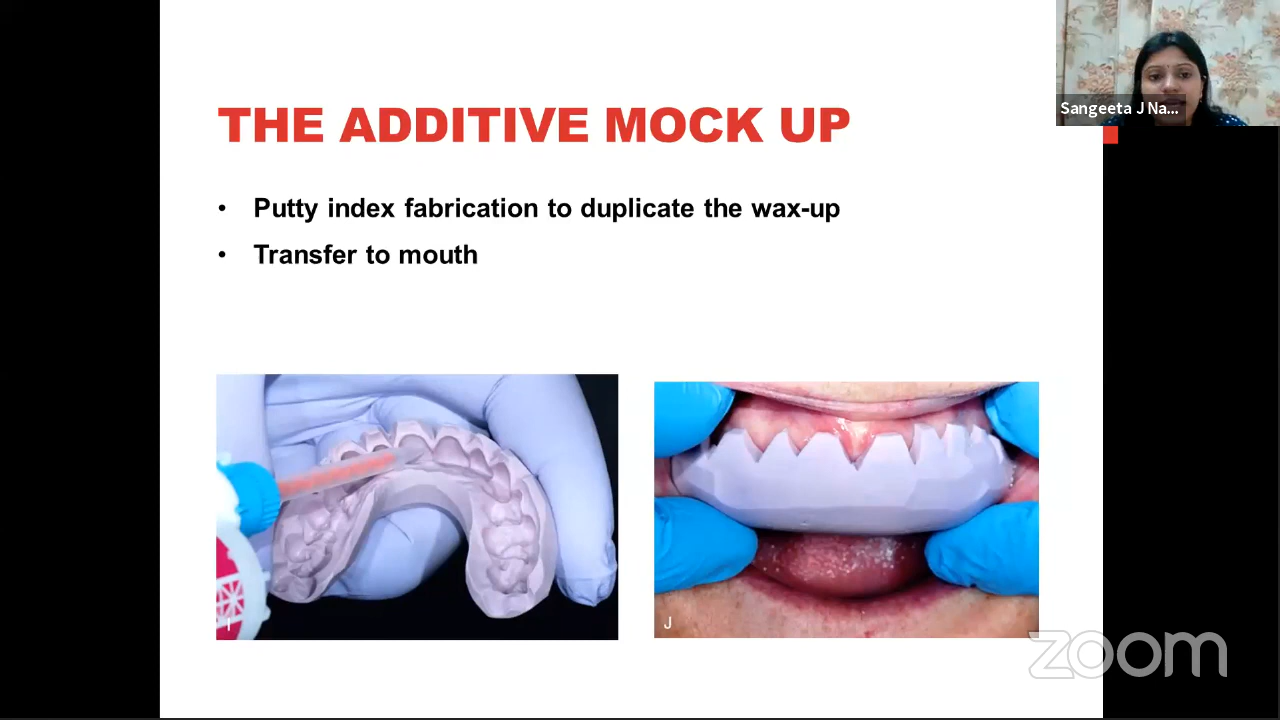 Sangeeta J Na...
THE ADDITIVE MOCK UP
• Putty index fabrication to duplicate the wax-up
• Transfer to mouth
I
J
zoom